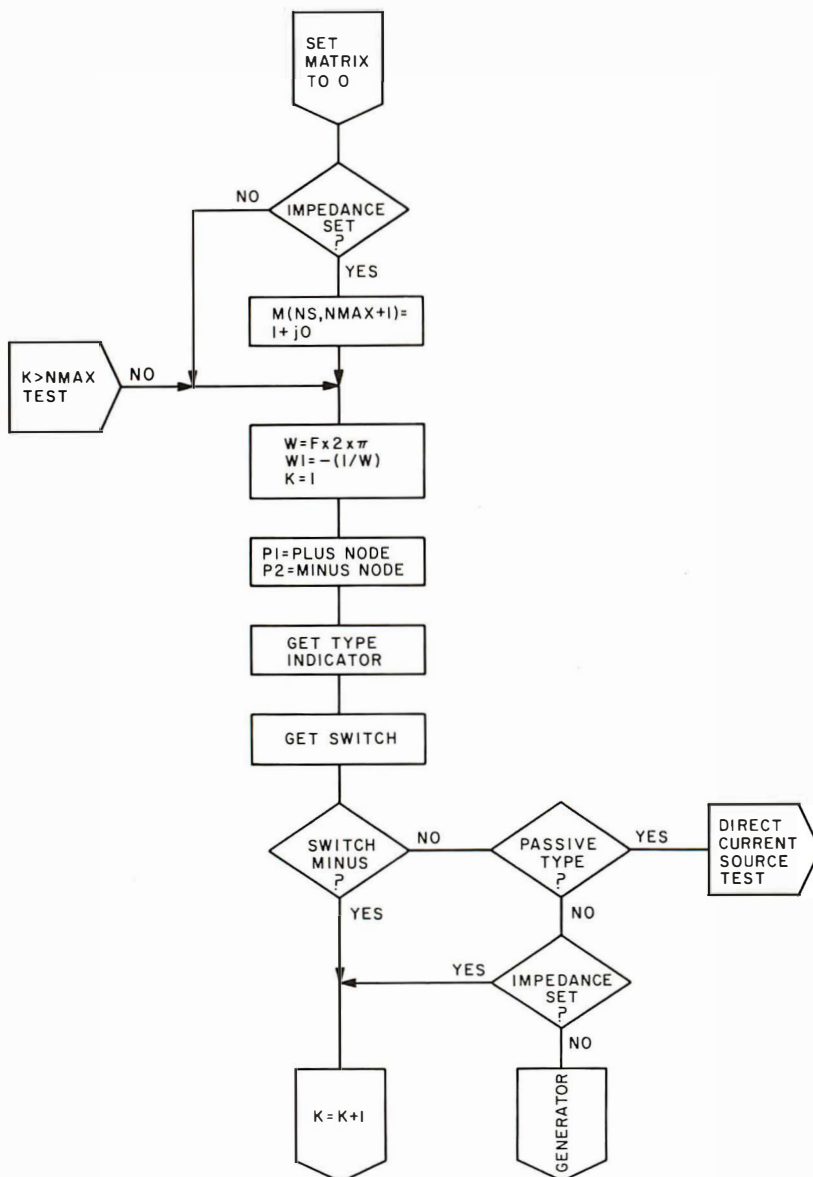 SET
MATRIX
TO 0
NO
IMPEDANCE
SET
?
YES
M(NS,NMAX+1)=
1+j0
K>NMAX
TEST
NO
W=Fx2xπ
W1=-(1/W)
K=1
P1=PLUS NODE
P2=MINUS NODE
GET TYPE
INDICATOR
GET SWITCH
SWITCH
MINUS
?
NO
PASSIVE
TYPE
?
YES
DIRECT
CURRENT
SOURCE
TEST
YES
NO
YES
IMPEDANCE
SET
?
NO
K=K+1
GENERATOR